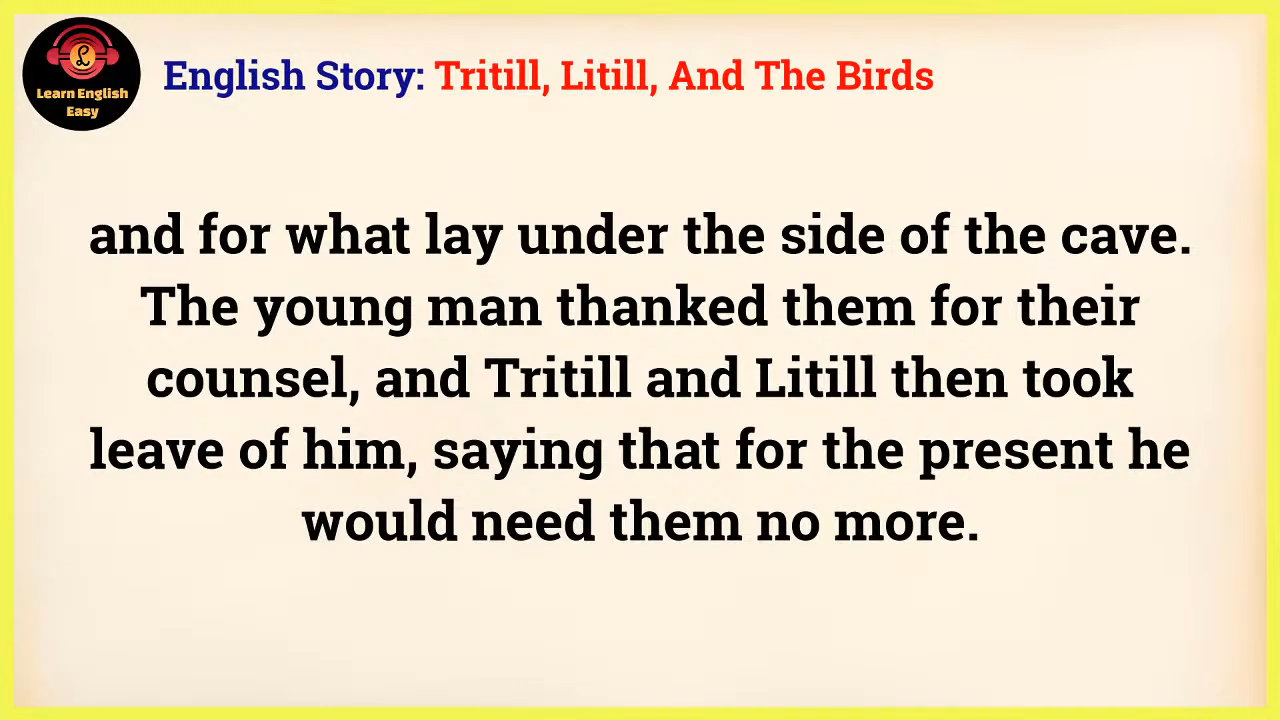 Learn English
Easy
English Story: Tritill, Litill, And The Birds
and for what lay under the side of the cave.
The young man thanked them for their
counsel, and Tritill and Litill then took
leave of him, saying that for the present he
would need them no more.